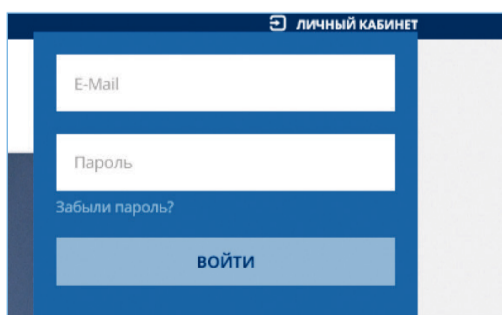 ЛИЧНЫЙ КАБИНЕТ
E-Mail
Пароль
Забыли пароль?
ВОЙТИ